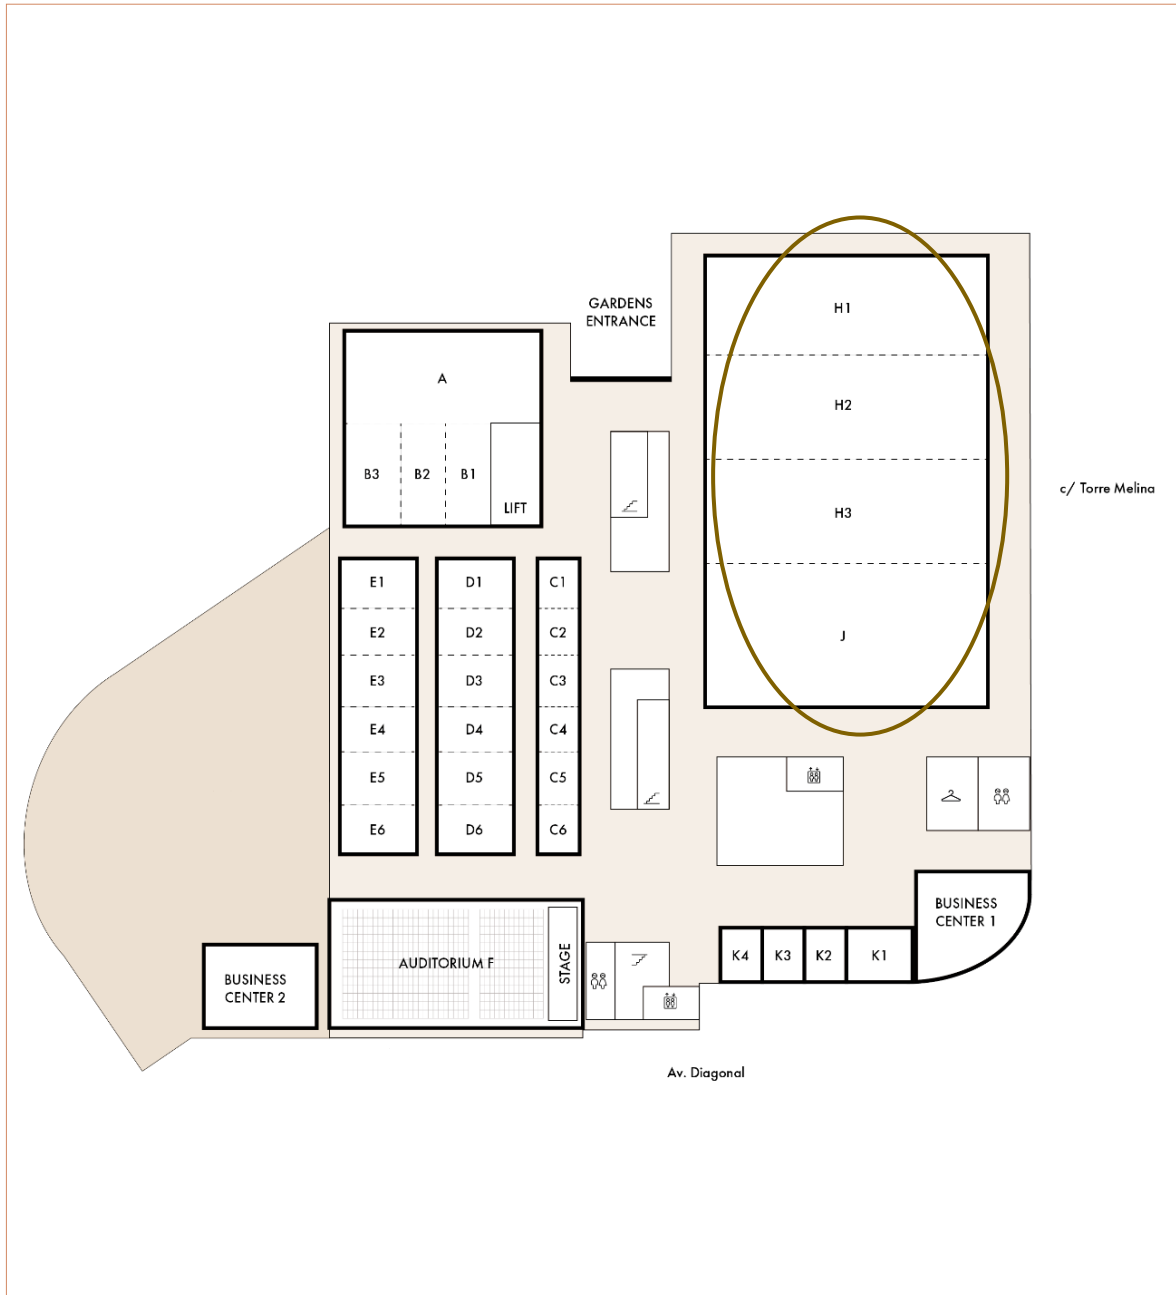 GARDENS
ENTRANCE
H1
A
H2
B3 B2 B1
LIFT
c/ Torre Melina
H3
E1 D1 C1
E2 D2 C2
J
E3 D3 C3
E4 D4 C4
E5 D5 C5
E6 D6 C6
BUSINESS
CENTER 1
AUDITORIUM F
STAGE
K4 K3 K2 K1
BUSINESS
CENTER 2
Av. Diagonal